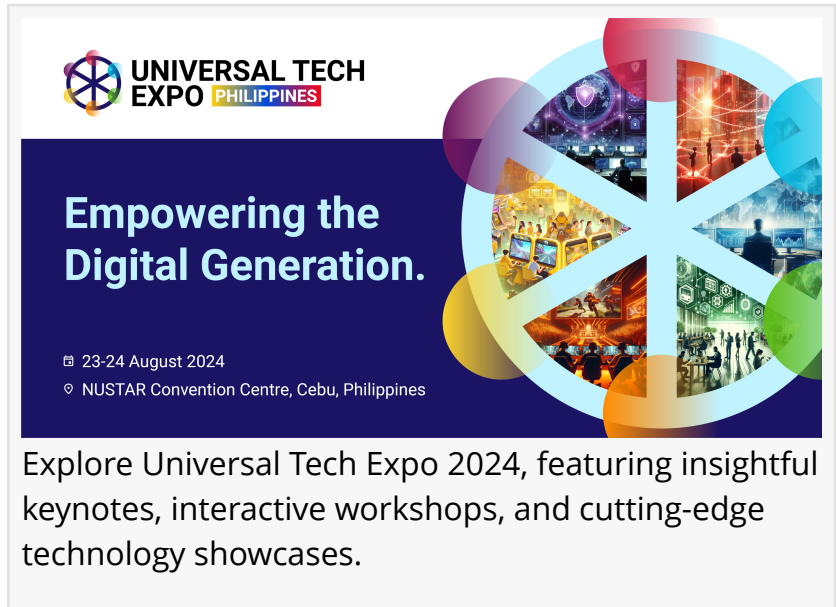 UNIVERSAL TECH
EXPO PHILIPPINES
Empowering the
Digital Generation.
23-24 August 2024
NUSTAR Convention Centre, Cebu, Philippines
Explore Universal Tech Expo 2024, featuring insightful
keynotes, interactive workshops, and cutting-edge
technology showcases.